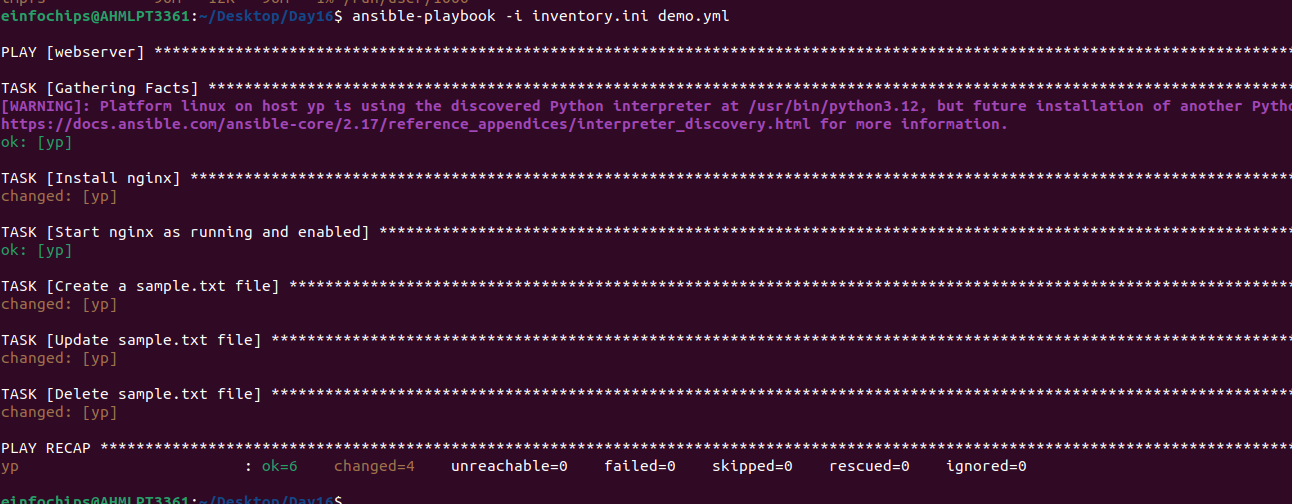 einfochips@AHMLPT3361:~/Desktop/Day16$ ansible-playbook -i inventory.ini demo.yml
PLAY [webserver] ************************************************************************************************************************************
TASK [Gathering Facts] ******************************************************************************************************************************
[WARNING]: Platform linux on host yp is using the discovered Python interpreter at /usr/bin/python3.12, but future installation of another Pytho
https://docs.ansible.com/ansible-core/2.17/reference_appendices/interpreter_discovery.html for more information.
ok: [yp]
TASK [Install nginx] ********************************************************************************************************************************
changed: [yp]
TASK [Start nginx as running and enabled] ***********************************************************************************************************
ok: [yp]
TASK [Create a sample.txt file] *********************************************************************************************************************
changed: [yp]
TASK [Update sample.txt file] ***********************************************************************************************************************
changed: [yp]
TASK [Delete sample.txt file] ***********************************************************************************************************************
changed: [yp]
PLAY RECAP ******************************************************************************************************************************************
yp                         : ok=6    changed=4    unreachable=0    failed=0    skipped=0    rescued=0    ignored=0
einfochips@AHMLPT3361:~/Desktop/Day16$